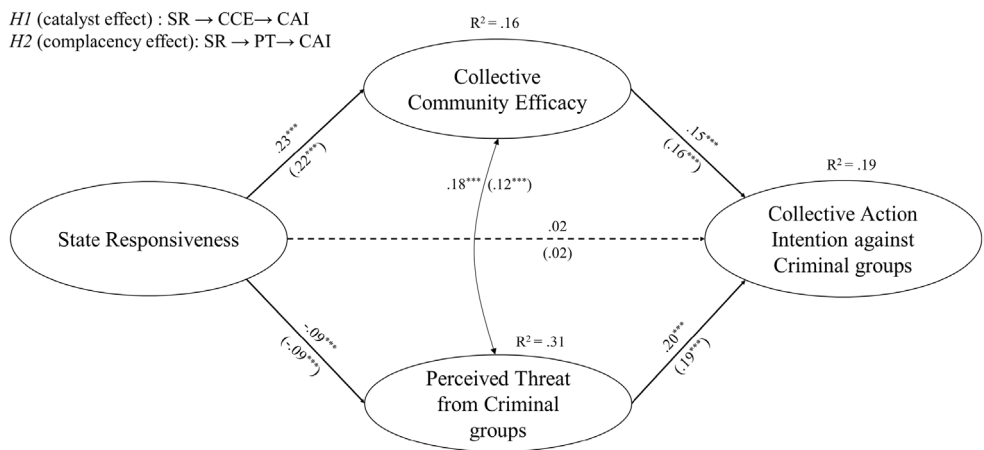 H1 (catalyst effect) : SR → CCE→ CAI
H2 (complacency effect): SR → PT→ CAI
R² = .16
Collective
Community Efficacy
.23***
(.22***)
.15***
(.16***)
R² = .19
.18*** (.12***)
State Responsiveness
.02
(.02)
Collective Action
Intention against
Criminal groups
-.09***
(-.09***)
.20***
(.19***)
R² = .31
Perceived Threat
from Criminal
groups